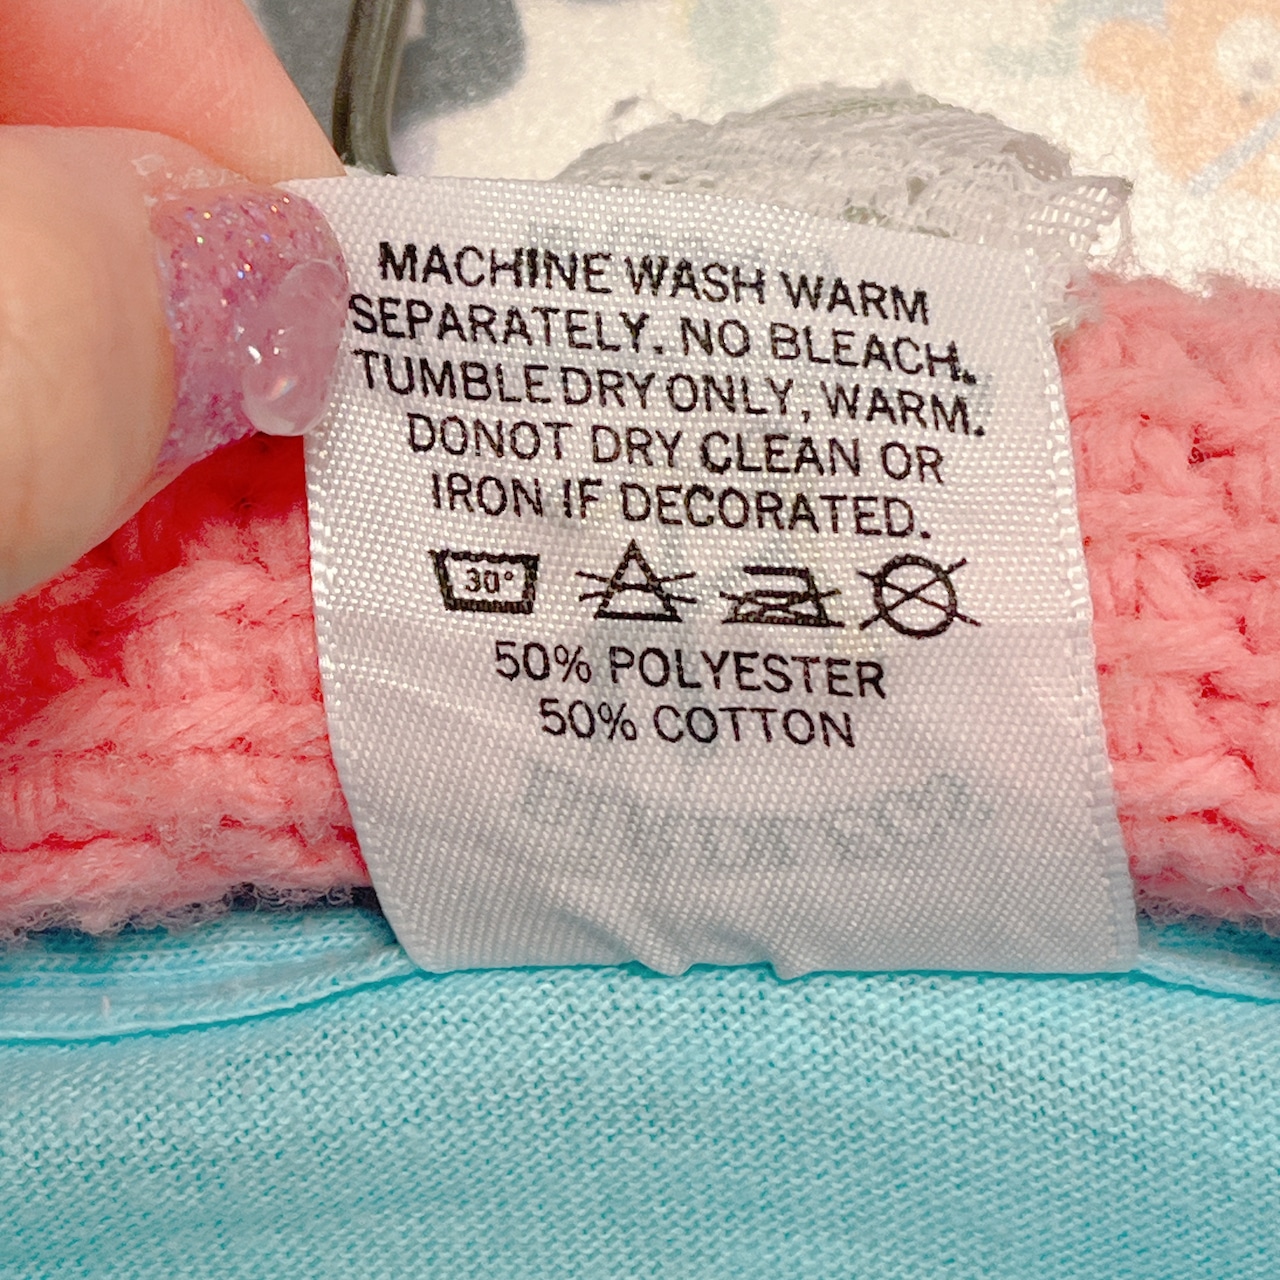 MACHINE WASH WARM
SEPARATELY. NO BLEACH.
TUMBLE DRY ONLY, WARM.
DONOT DRY CLEAN OR
IRON IF DECORATED.
30°
50% POLYESTER
50% COTTON